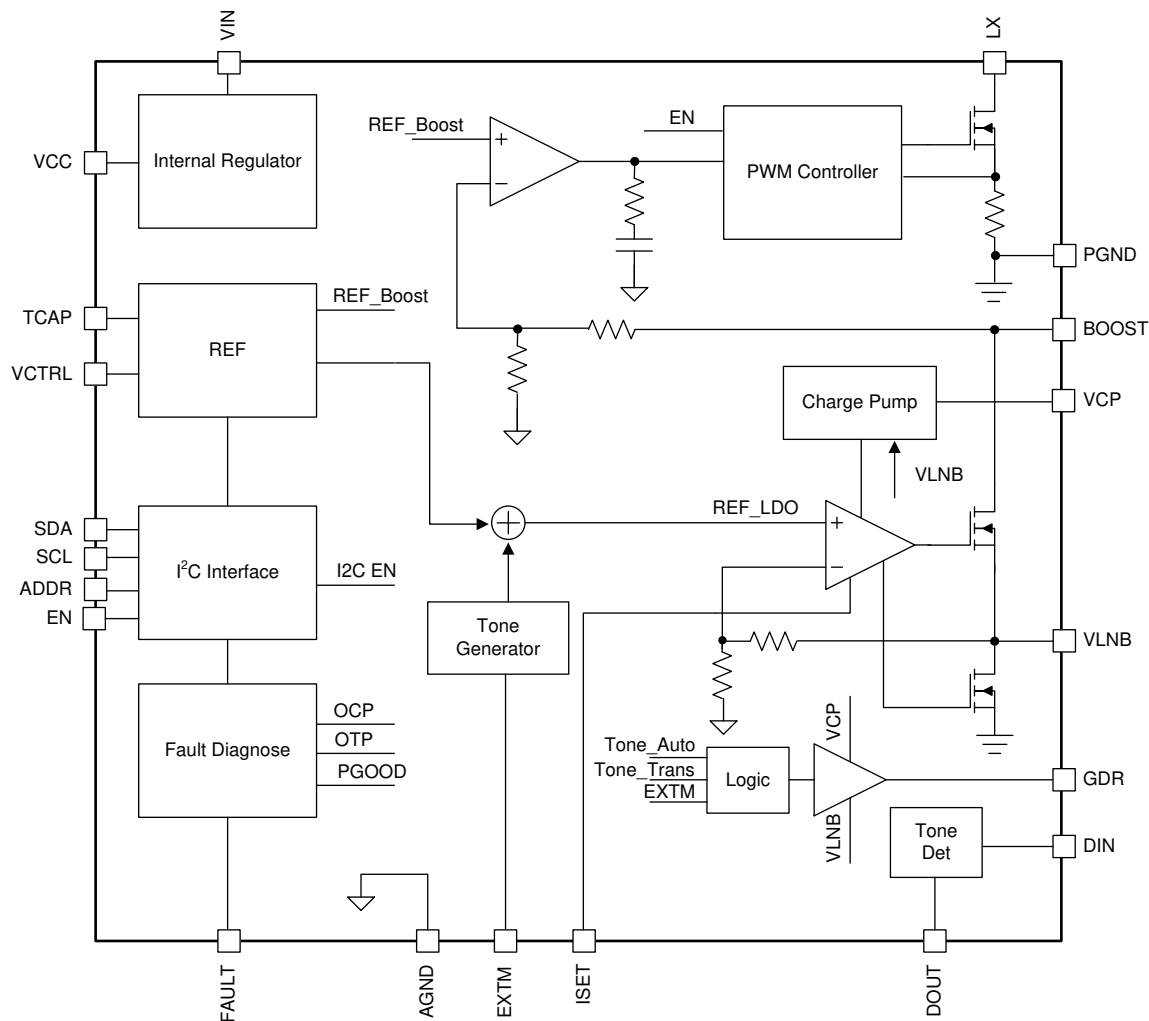 VIN
LX
REF_Boost
+
−
EN
PWM Controller
VCC
Internal Regulator
PGND
TCAP
VCTRL
REF
REF_Boost
BOOST
Charge Pump
VCP
VLNB
REF_LDO
+
−
SDA
SCL
ADDR
EN
I²C Interface
I2C EN
Tone
Generator
VLNB
Fault Diagnose
OCP
OTP
PGOOD
Tone_Auto
Tone_Trans
EXTM
Logic
VCP
VLNB
GDR
Tone
Det
DIN
FAULT
AGND
EXTM
ISET
DOUT